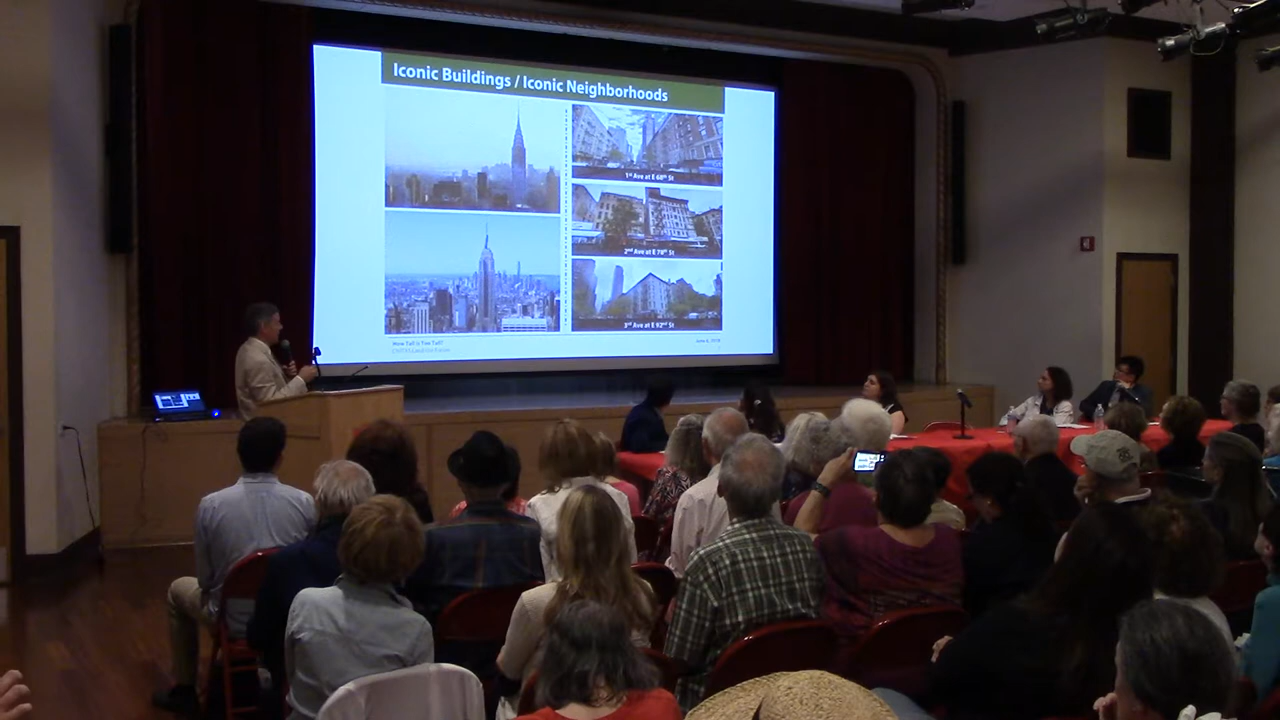 Iconic Buildings / Iconic Neighborhoods
1st Ave at E 68th St
2nd Ave at E 78th St
3rd Ave at E 92nd St
How Tall is Too Tall?